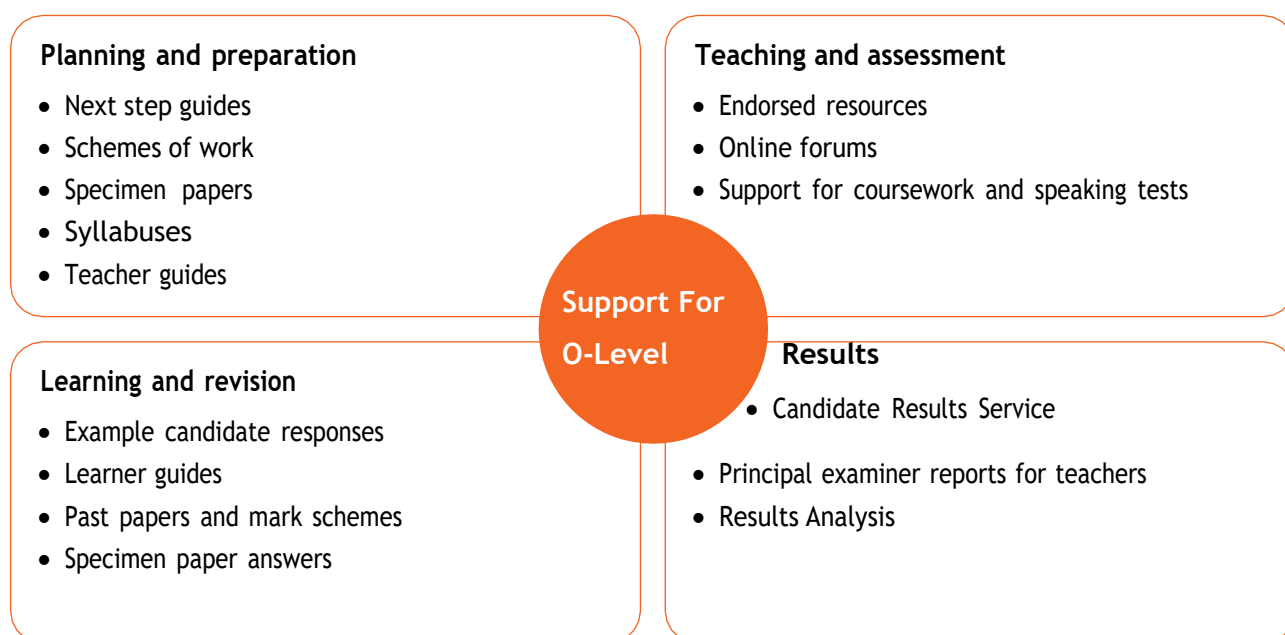 Planning and preparation
• Next step guides
• Schemes of work
• Specimen papers
• Syllabuses
• Teacher guides
Teaching and assessment
• Endorsed resources
• Online forums
• Support for coursework and speaking tests
Support For
O-Level
Learning and revision
• Example candidate responses
• Learner guides
• Past papers and mark schemes
• Specimen paper answers
Results
• Candidate Results Service
• Principal examiner reports for teachers
• Results Analysis